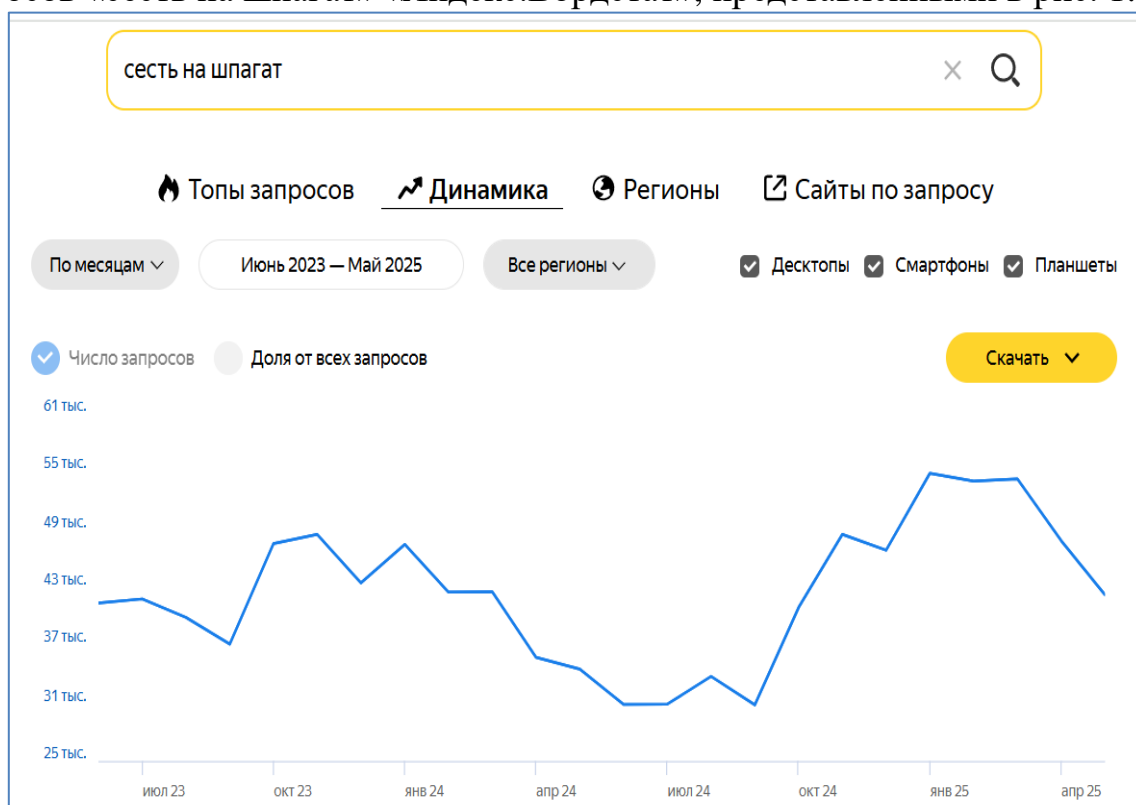 сесть на шпагат
Топы запросов Динамика Регионы Сайты по запросу
По месяцам Июнь 2023 — Май 2025 Все регионы Десктопы Смартфоны Планшеты
Число запросов Доля от всех запросов Скачать
61 тыс.
55 тыс.
49 тыс.
43 тыс.
37 тыс.
31 тыс.
25 тыс.
июл 23 окт 23 янв 24 апр 24 июл 24 окт 24 янв 25 апр 25